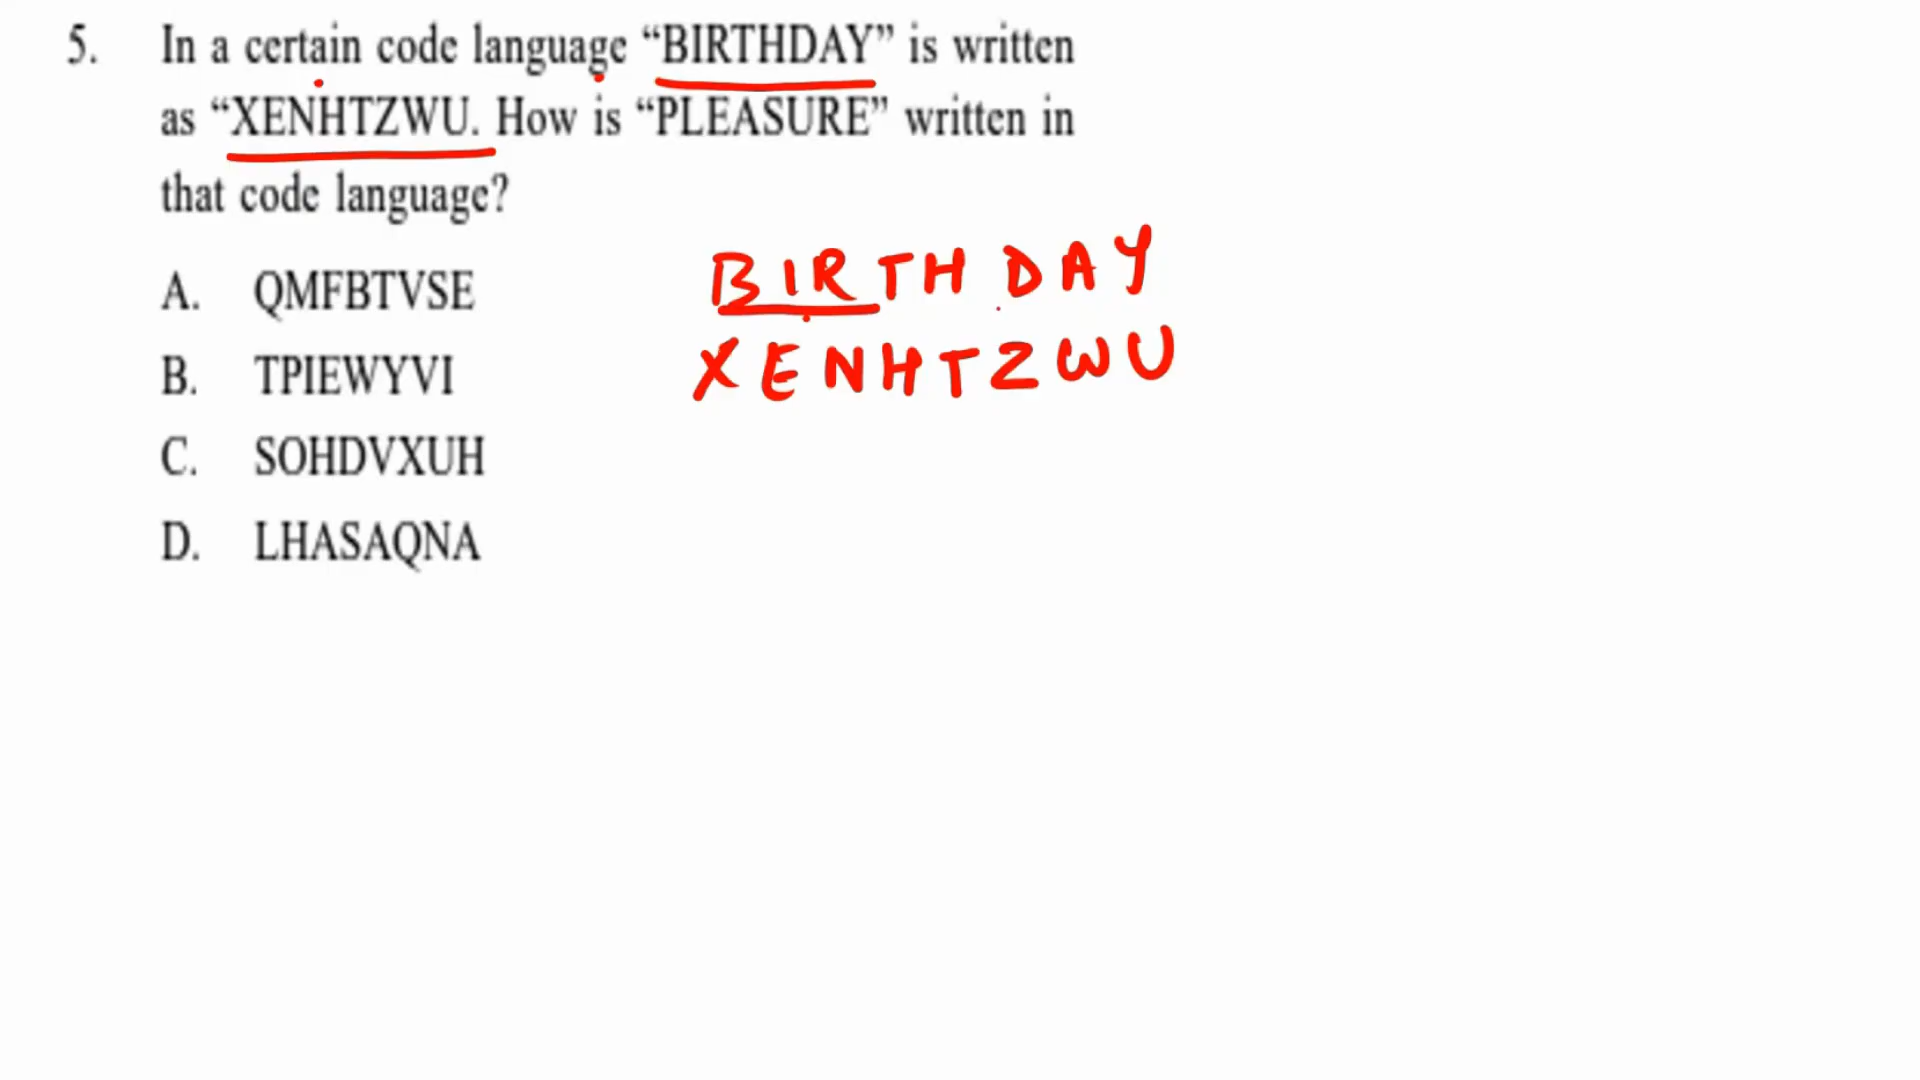 5. In a certain code language “BIRTHDAY” is written
as “XENHTZWU. How is “PLEASURE” written in
that code language?
A. QMFBTVSE
B. TPIEWYVI
C. SOHDVXUH
D. LHASAQNA
BIRTHDAY
XENHTZWU